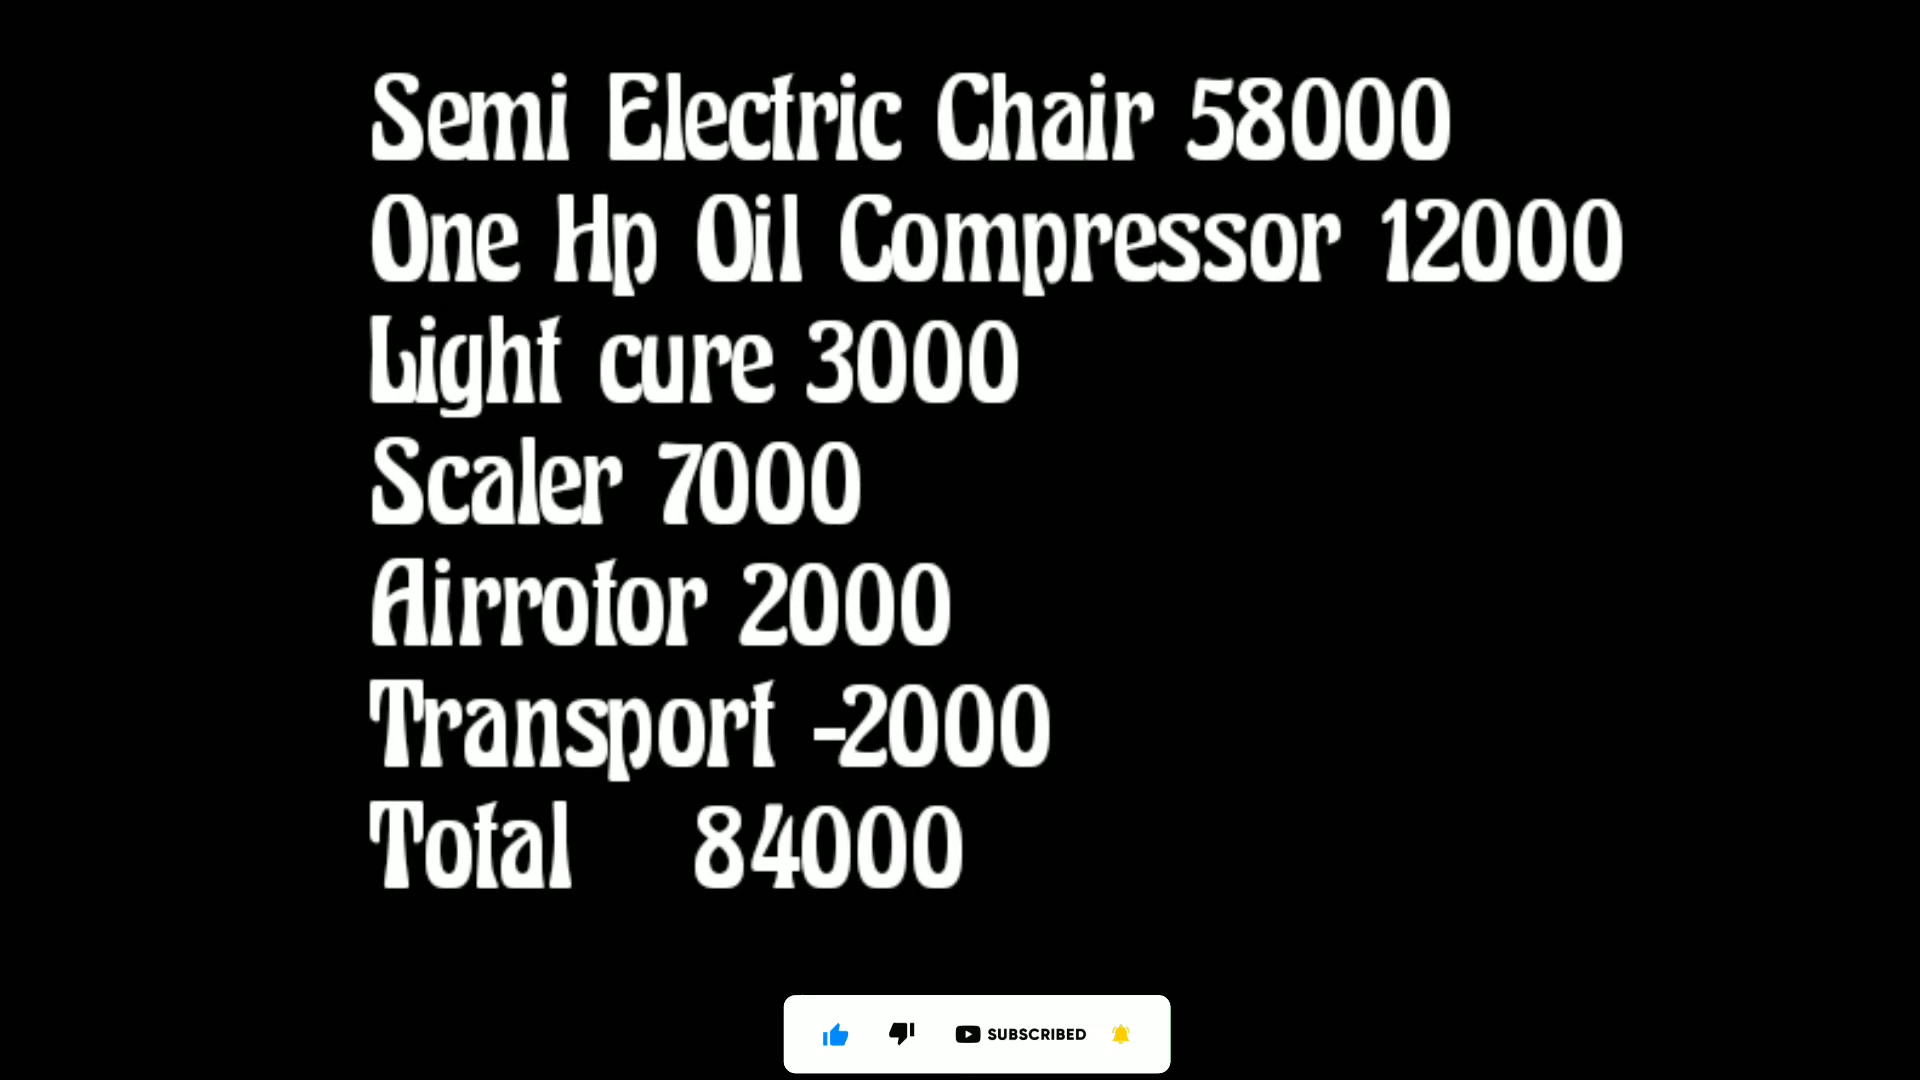 Semi Electric Chair 58000
One Hp Oil Compressor 12000
Light cure 3000
Scaler 7000
Airrotor 2000
Transport -2000
Total 84000
SUBSCRIBED